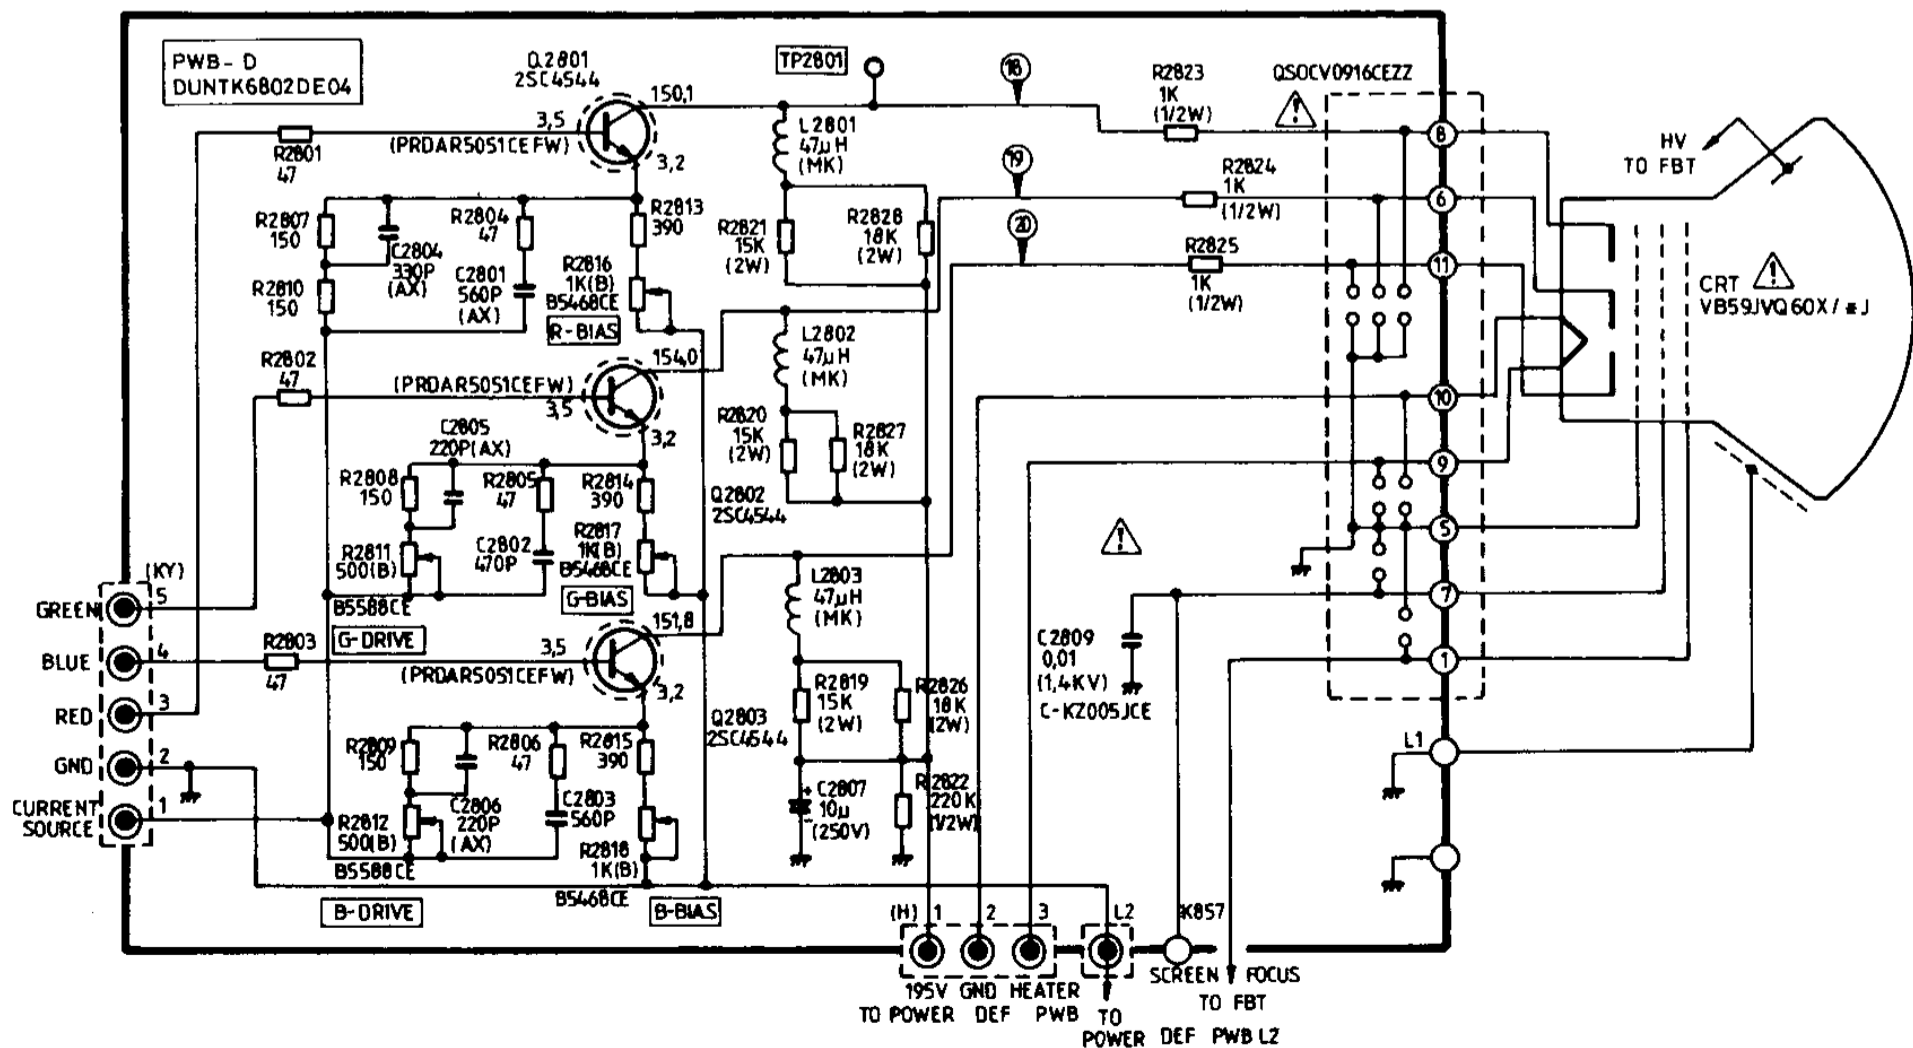 PWB- D
DUNTK6802DE04
Q2801
2SC4544
TP2801
18
R2823
1K
(1/2W)
QSOCV0916CEZZ
150,1
3,5
(PRDAR5051CEFW)
3,2
R2801
47
L2801
47µH
(MK)
8
HV
TO FBT
19
R2824
1K
(1/2W)
6
R2807
150
C2804
330P
(AX)
R2804
47
R2813
390
R2821
15K
(2W)
R2828
18K
(2W)
20
R2825
1K
(1/2W)
11
CRT
VB59JVQ60X/*J
R2810
150
C2801
560P
(AX)
R2816
1K(B)
B5468CE
R-BIAS
L2802
47µH
(MK)
R2802
47
154,0
(PRDAR5051CEFW)
3,5
3,2
10
C2805
220P(AX)
R2820
15K
(2W)
R2827
18K
(2W)
9
R2808
150
R2805
47
R2814
390
Q2802
2SC4544
R2811
500(B)
C2802
470P
R2817
1K(B)
B5468CE
5
(KY)
L2803
47µH
(MK)
7
GREEN
5
B5588CE
G-BIAS
G-DRIVE
151,8
C2809
0,01
(1,4KV)
C-KZ005JCE
BLUE
4
R2803
47
3,5
(PRDAR5051CEFW)
3,2
1
R2819
15K
(2W)
R2826
18K
(2W)
RED
3
Q2803
2SC4544
R2809
150
R2806
47
R2815
390
L1
GND
2
C2807
+
10µ
(250V)
R2822
220K
(1/2W)
CURRENT
SOURCE
1
R2812
500(B)
C2806
220P
(AX)
C2803
560P
R2818
1K(B)
B5588CE
B5468CE
B-DRIVE
B-BIAS
(H) 1
2
3
L2
K857
195V GND HEATER
TO POWER DEF PWB
TO
POWER DEF PWB L2
SCREEN FOCUS
TO FBT